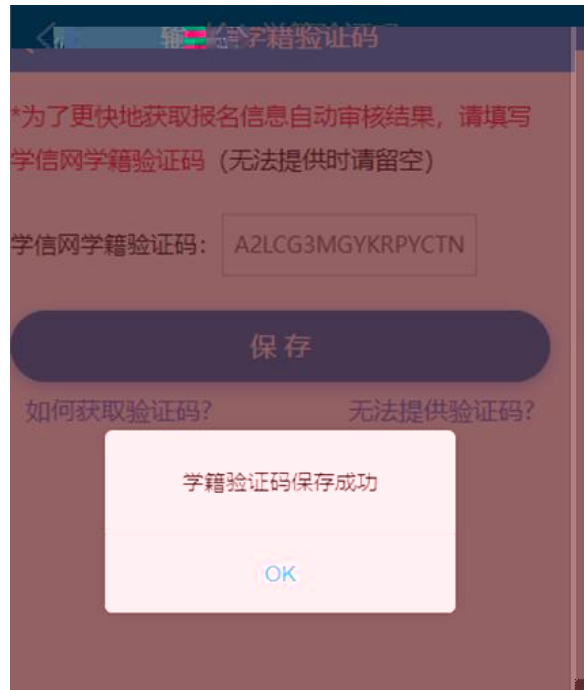 学籍验证码
*为了更快地获取报名信息自动审核结果，请填写
学信网学籍验证码（无法提供时请留空）
学信网学籍验证码：
A2LCG3MGYKRPYCTN
保存
如何获取验证码?
无法提供验证码?
学籍验证码保存成功
OK